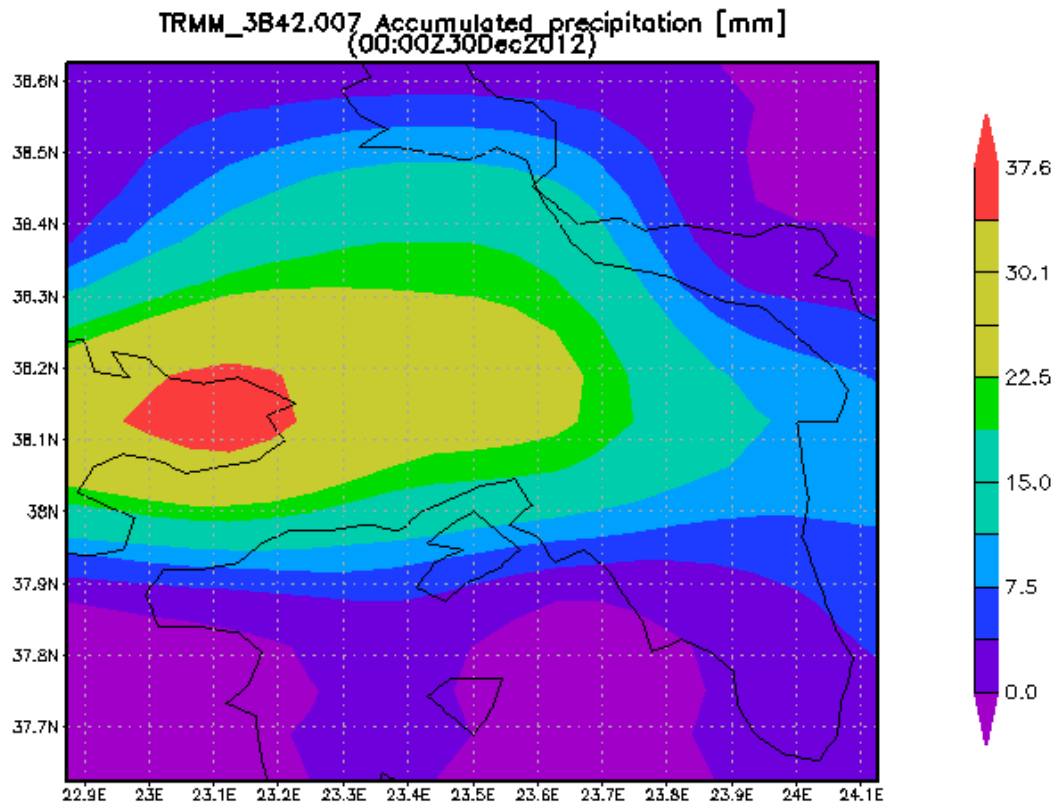 TRMM_3B42.007 Accumulated precipitation [mm]
(00:00Z30Dec2012)
38.6N
38.5N
38.4N
38.3N
38.2N
38.1N
38N
37.9N
37.8N
37.7N
22.9E 23E 23.1E 23.2E 23.3E 23.4E 23.5E 23.6E 23.7E 23.8E 23.9E 24E 24.1E
37.6
30.1
22.5
15.0
7.5
0.0